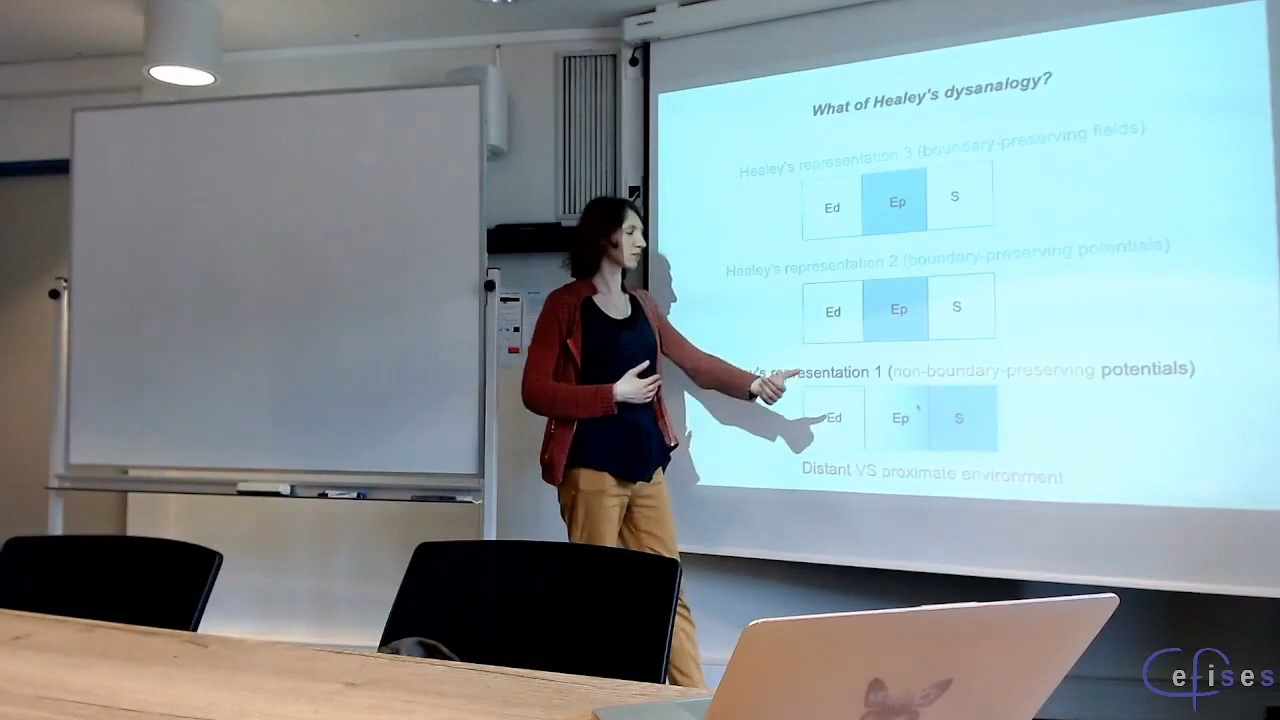 What of Healey's dysanalogy?
Healey's representation 3 (boundary-preserving fields)
Ed Ep S
Healey's representation 2 (boundary-preserving potentials)
Ed Ep S
representation 1 (non-boundary-preserving potentials)
Ed Ep S
Distant VS proximate environment
efises